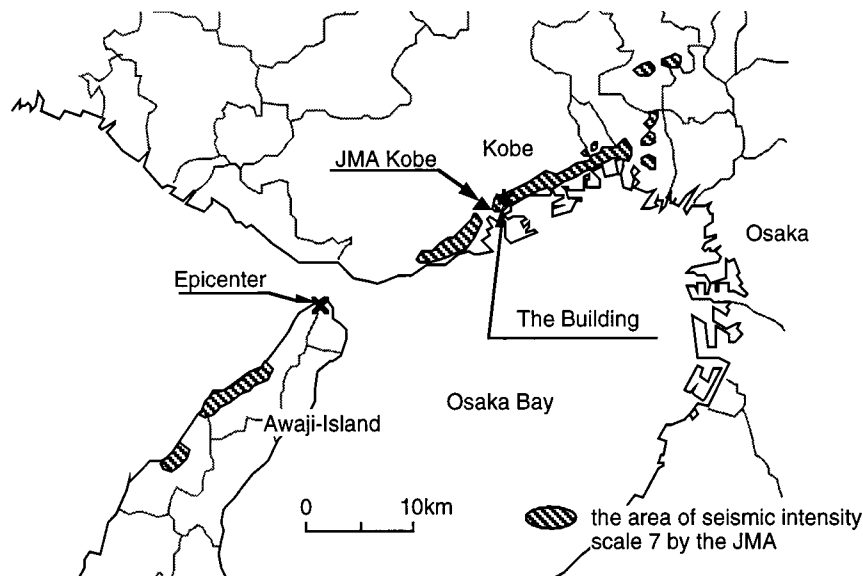 Kobe
JMA Kobe
Osaka
Epicenter
The Building
Osaka Bay
Awaji-Island
0 10km
the area of seismic intensity
scale 7 by the JMA